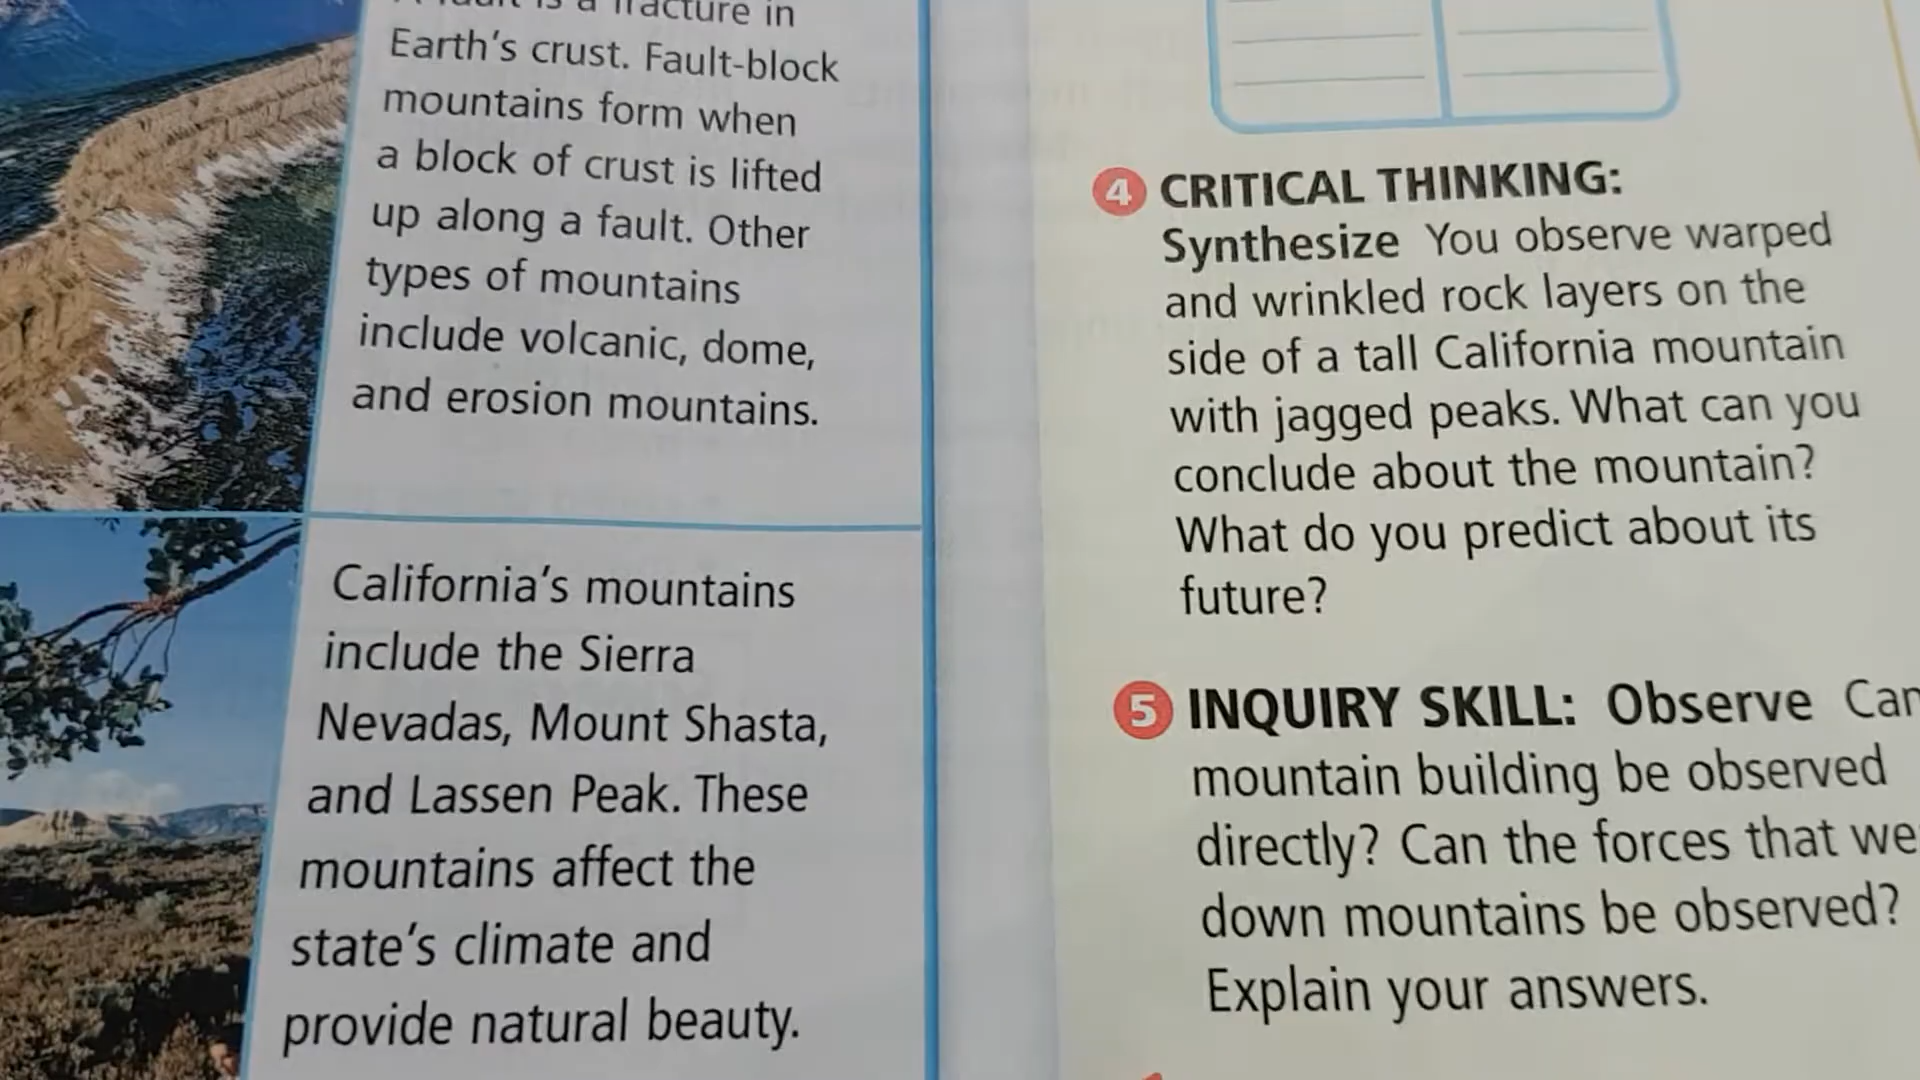 fault is a fracture in
Earth's crust. Fault-block
mountains form when
a block of crust is lifted
up along a fault. Other
types of mountains
include volcanic, dome,
and erosion mountains.
California's mountains
include the Sierra
Nevadas, Mount Shasta,
and Lassen Peak. These
mountains affect the
state's climate and
provide natural beauty.
4 CRITICAL THINKING:
Synthesize You observe warped
and wrinkled rock layers on the
side of a tall California mountain
with jagged peaks. What can you
conclude about the mountain?
What do you predict about its
future?
5 INQUIRY SKILL: Observe Can
mountain building be observed
directly? Can the forces that we
down mountains be observed?
Explain your answers.